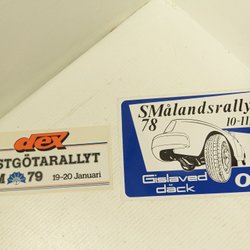 dex
STGÖTARALLYT
M 79 19-20 Januari
SMålandsrally
78 10-11
Gislaved
däck